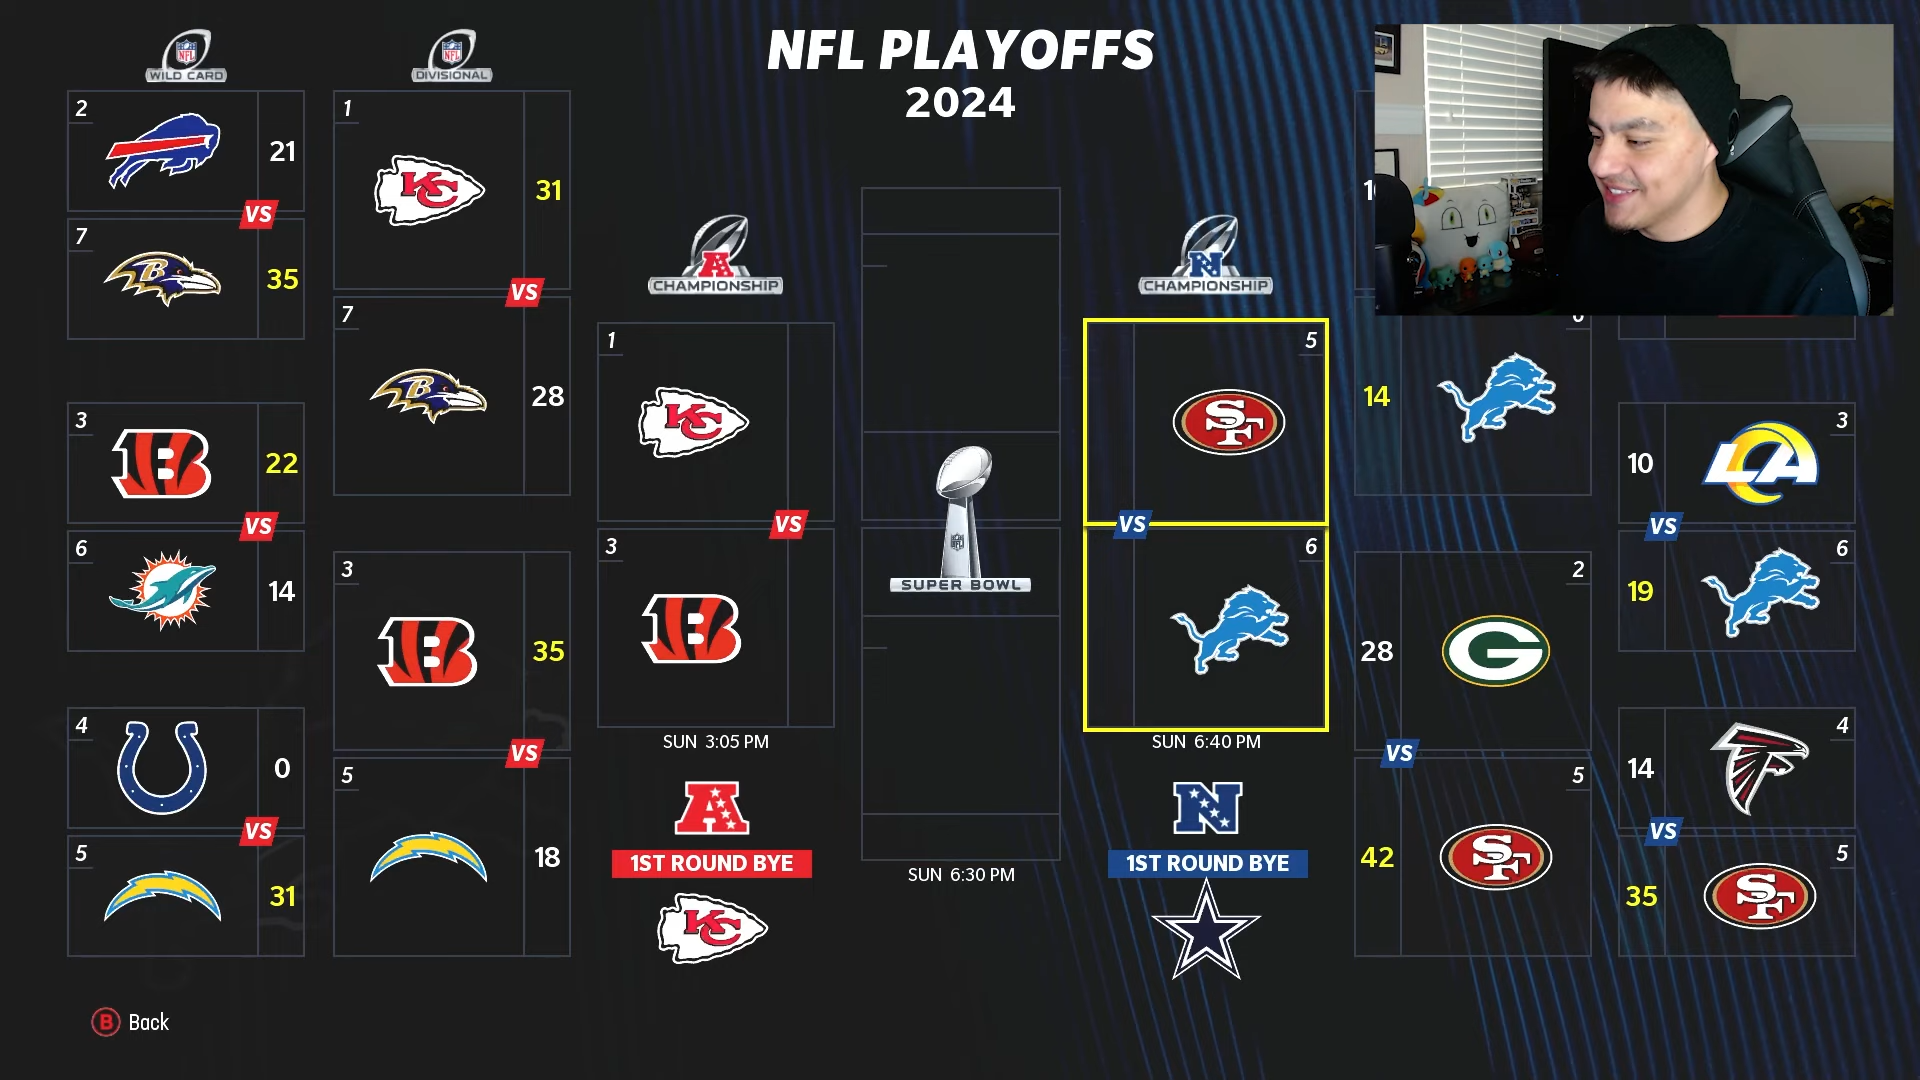 NFL PLAYOFFS
2024
WILD CARD
2
21
VS
7
35
3
22
VS
6
14
4
0
VS
5
31
DIVISIONAL
1
31
VS
7
28
3
35
VS
5
18
CHAMPIONSHIP
1
VS
3
SUN 3:05 PM
1ST ROUND BYE
SUPER BOWL
SUN 6:30 PM
CHAMPIONSHIP
5
VS
6
SUN 6:40 PM
1ST ROUND BYE
14
2
28
VS
5
42
3
10
VS
6
19
4
14
VS
5
35
B Back